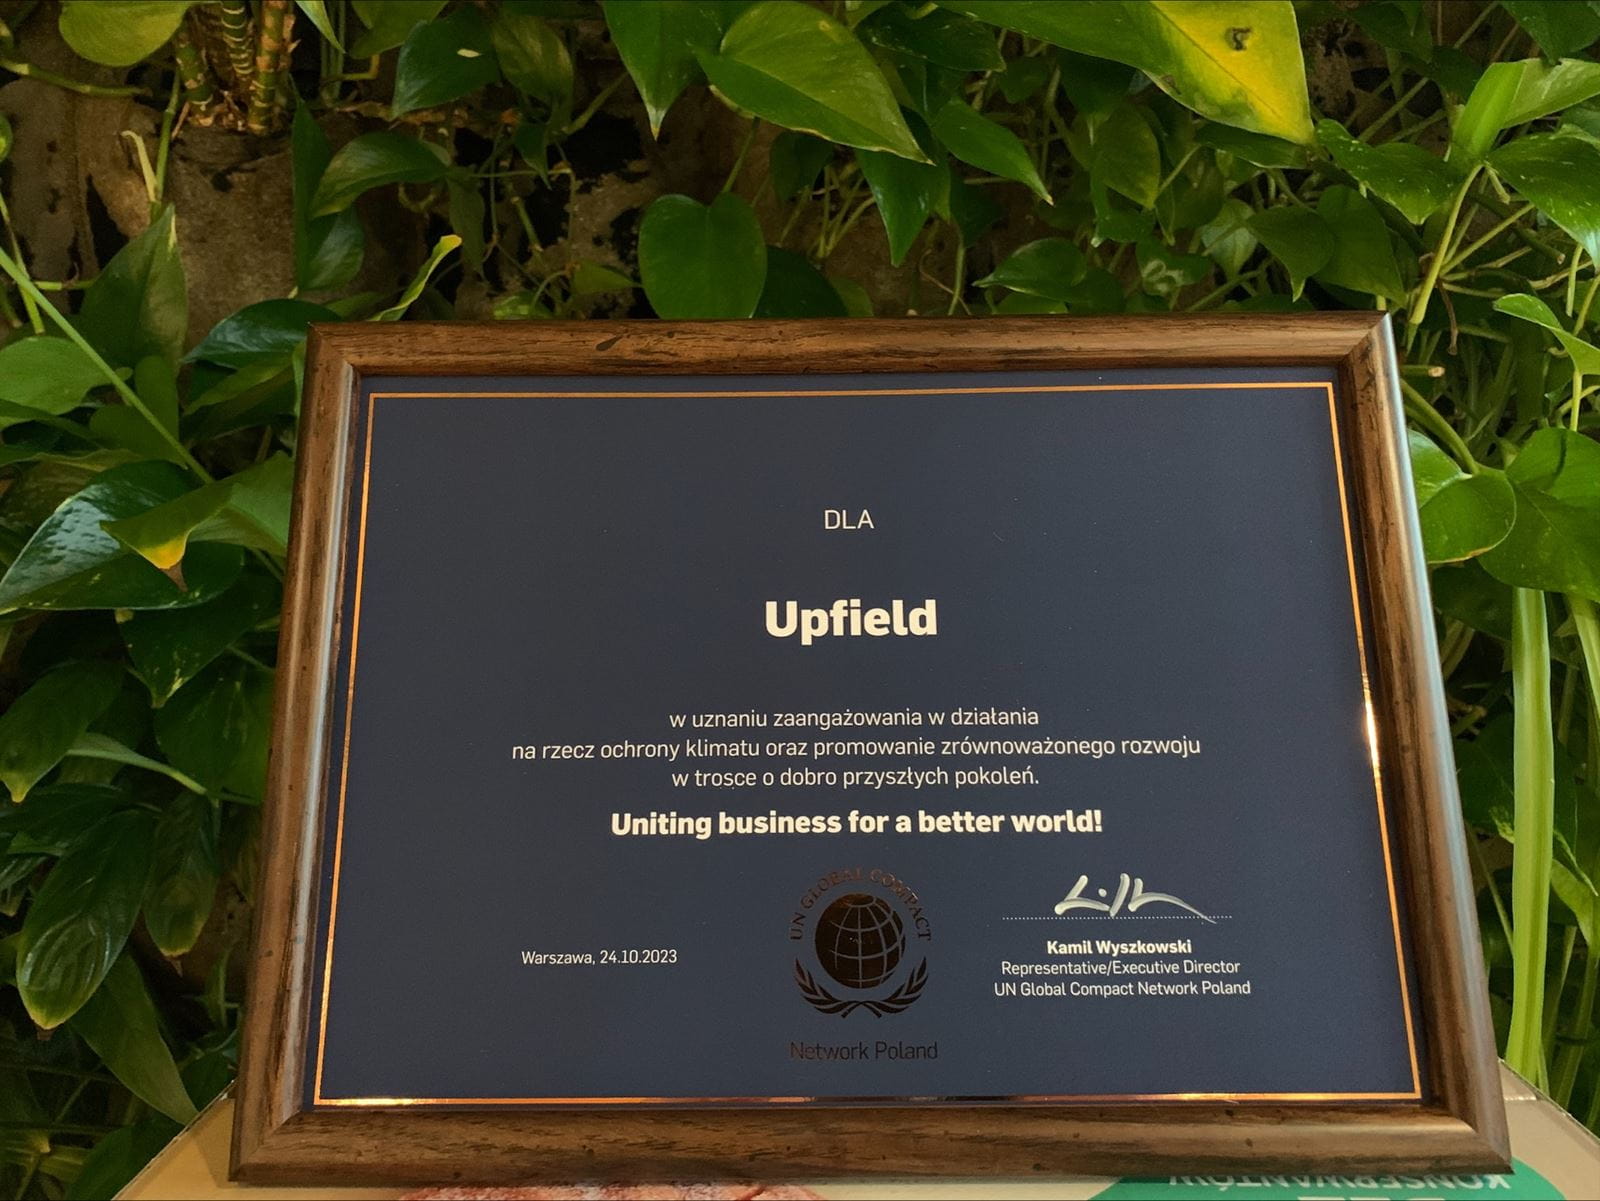 DLA
Upfield
w uznaniu zaangażowania w działania
na rzecz ochrony klimatu oraz promowanie zrównoważonego rozwoju
w trosce o dobro przyszłych pokoleń.
Uniting business for a better world!
Warszawa, 24.10.2023
UN GLOBAL COMPACT
Network Poland
Kamil Wyszkowski
Representative/Executive Director
UN Global Compact Network Poland
KONSERWANTÓW